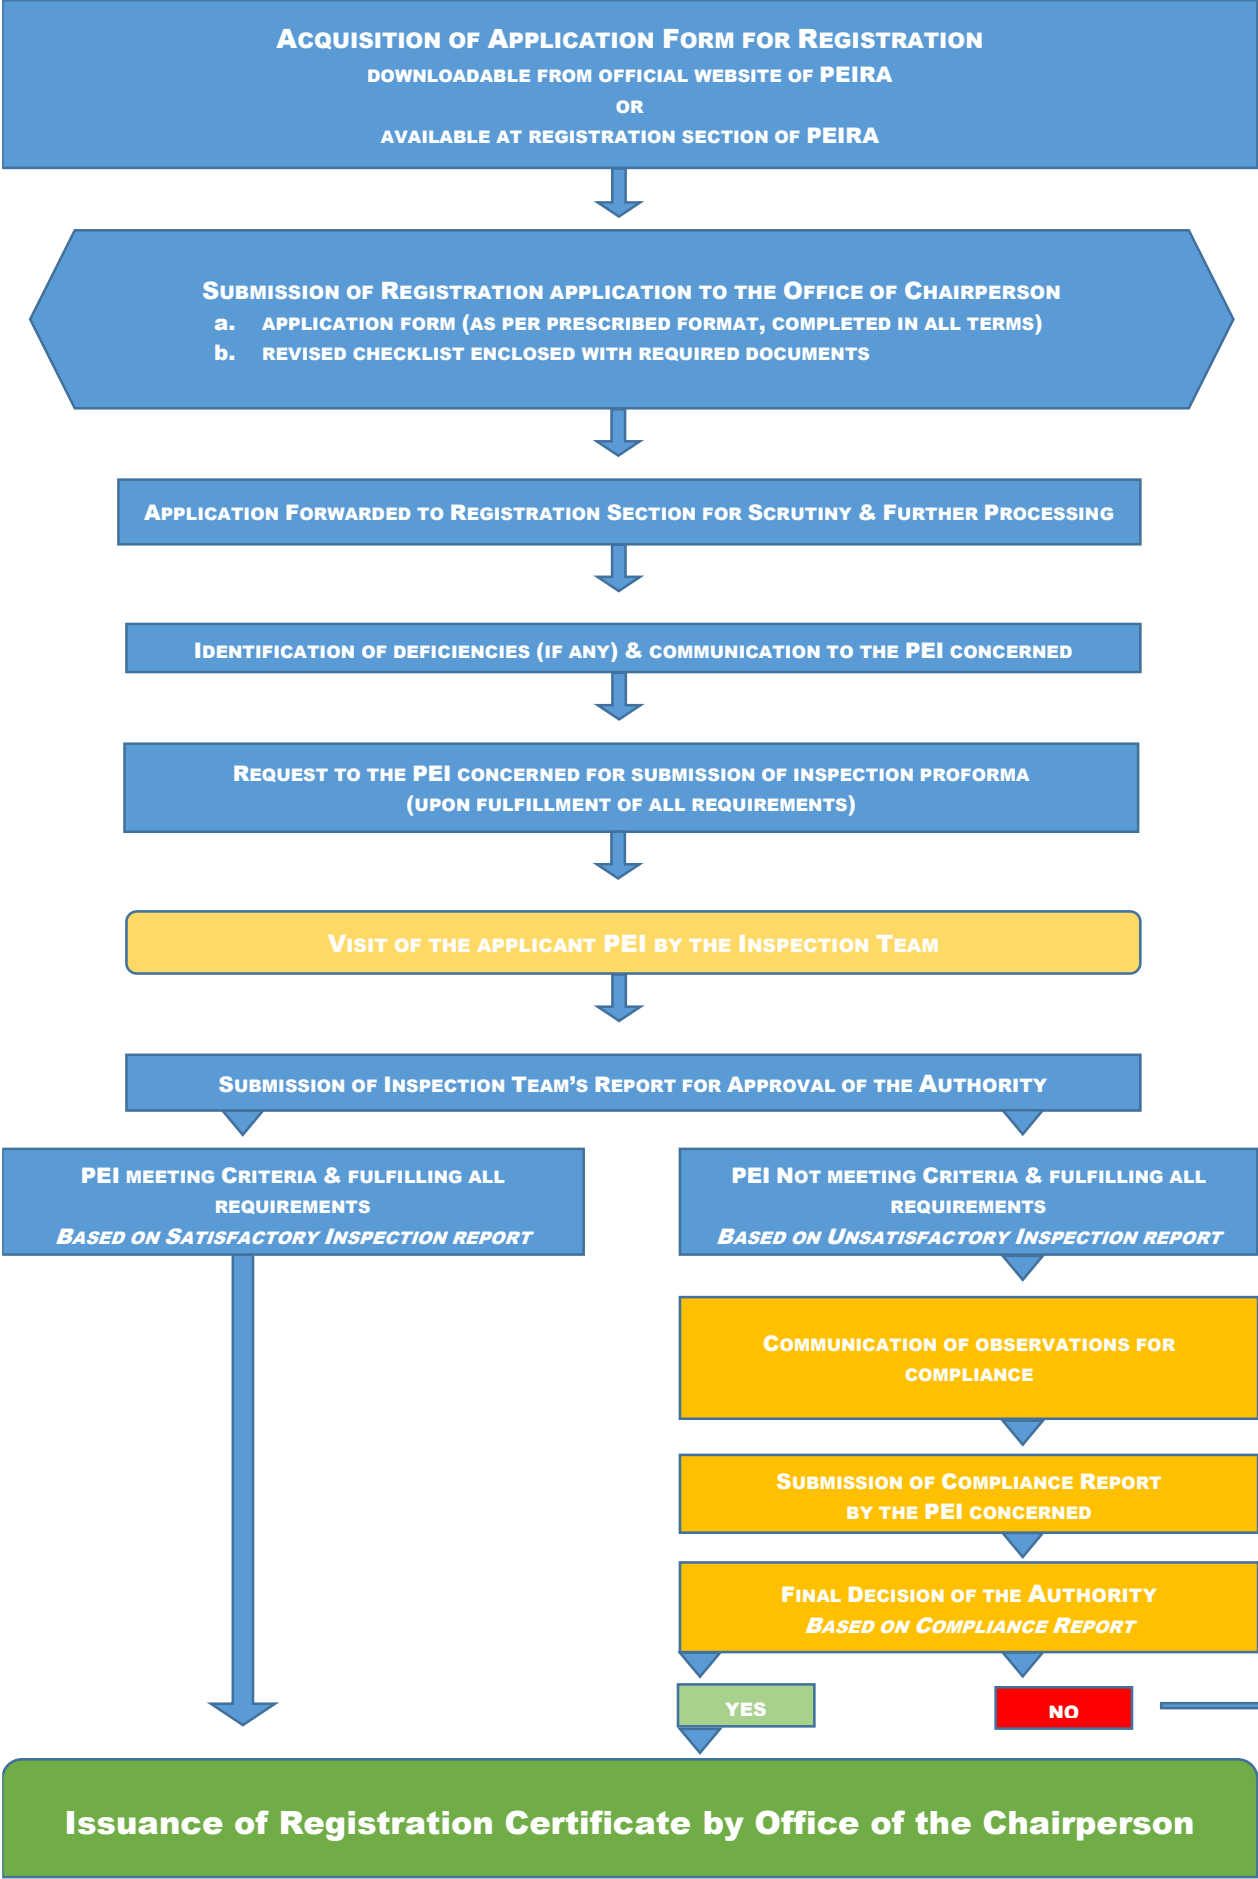 Acquisition of Application Form for Registration
downloadable from official website of PEIRA
or
available at registration section of PEIRA
Submission of Registration application to the Office of Chairperson
a. application form (as per prescribed format, completed in all terms)
b. revised checklist enclosed with required documents
Application Forwarded to Registration Section for Scrutiny & Further Processing
Identification of deficiencies (if any) & communication to the PEI concerned
Request to the PEI concerned for submission of inspection proforma
(upon fulfillment of all requirements)
Visit of the applicant PEI by the Inspection Team
Submission of Inspection Team’s Report for Approval of the Authority
PEI meeting Criteria & fulfilling all
requirements
Based on Satisfactory Inspection report
PEI Not meeting Criteria & fulfilling all
requirements
Based on Unsatisfactory Inspection report
Communication of observations for
compliance
Submission of Compliance Report
by the PEI concerned
Final Decision of the Authority
Based on Compliance Report
YES
NO
Issuance of Registration Certificate by Office of the Chairperson